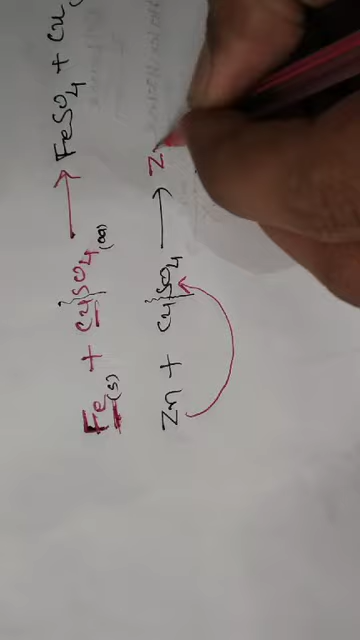 Fe(s) + CuSO4(aq) → FeSO4 + Cu
Zn + CuSO4 → Z